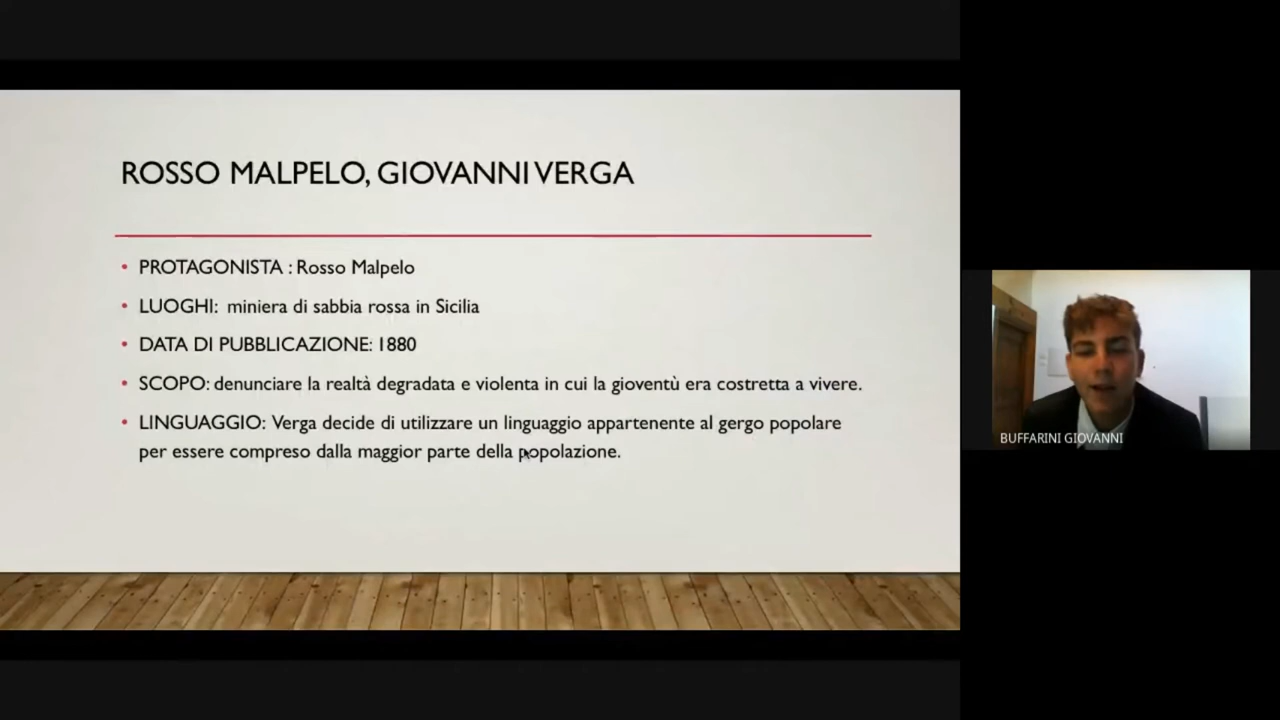 ROSSO MALPELO, GIOVANNI VERGA
• PROTAGONISTA : Rosso Malpelo
• LUOGHI: miniera di sabbia rossa in Sicilia
• DATA DI PUBBLICAZIONE: 1880
• SCOPO: denunciare la realtà degradata e violenta in cui la gioventù era costretta a vivere.
• LINGUAGGIO: Verga decide di utilizzare un linguaggio appartenente al gergo popolare
per essere compreso dalla maggior parte della popolazione.
BUFFARINI GIOVANNI